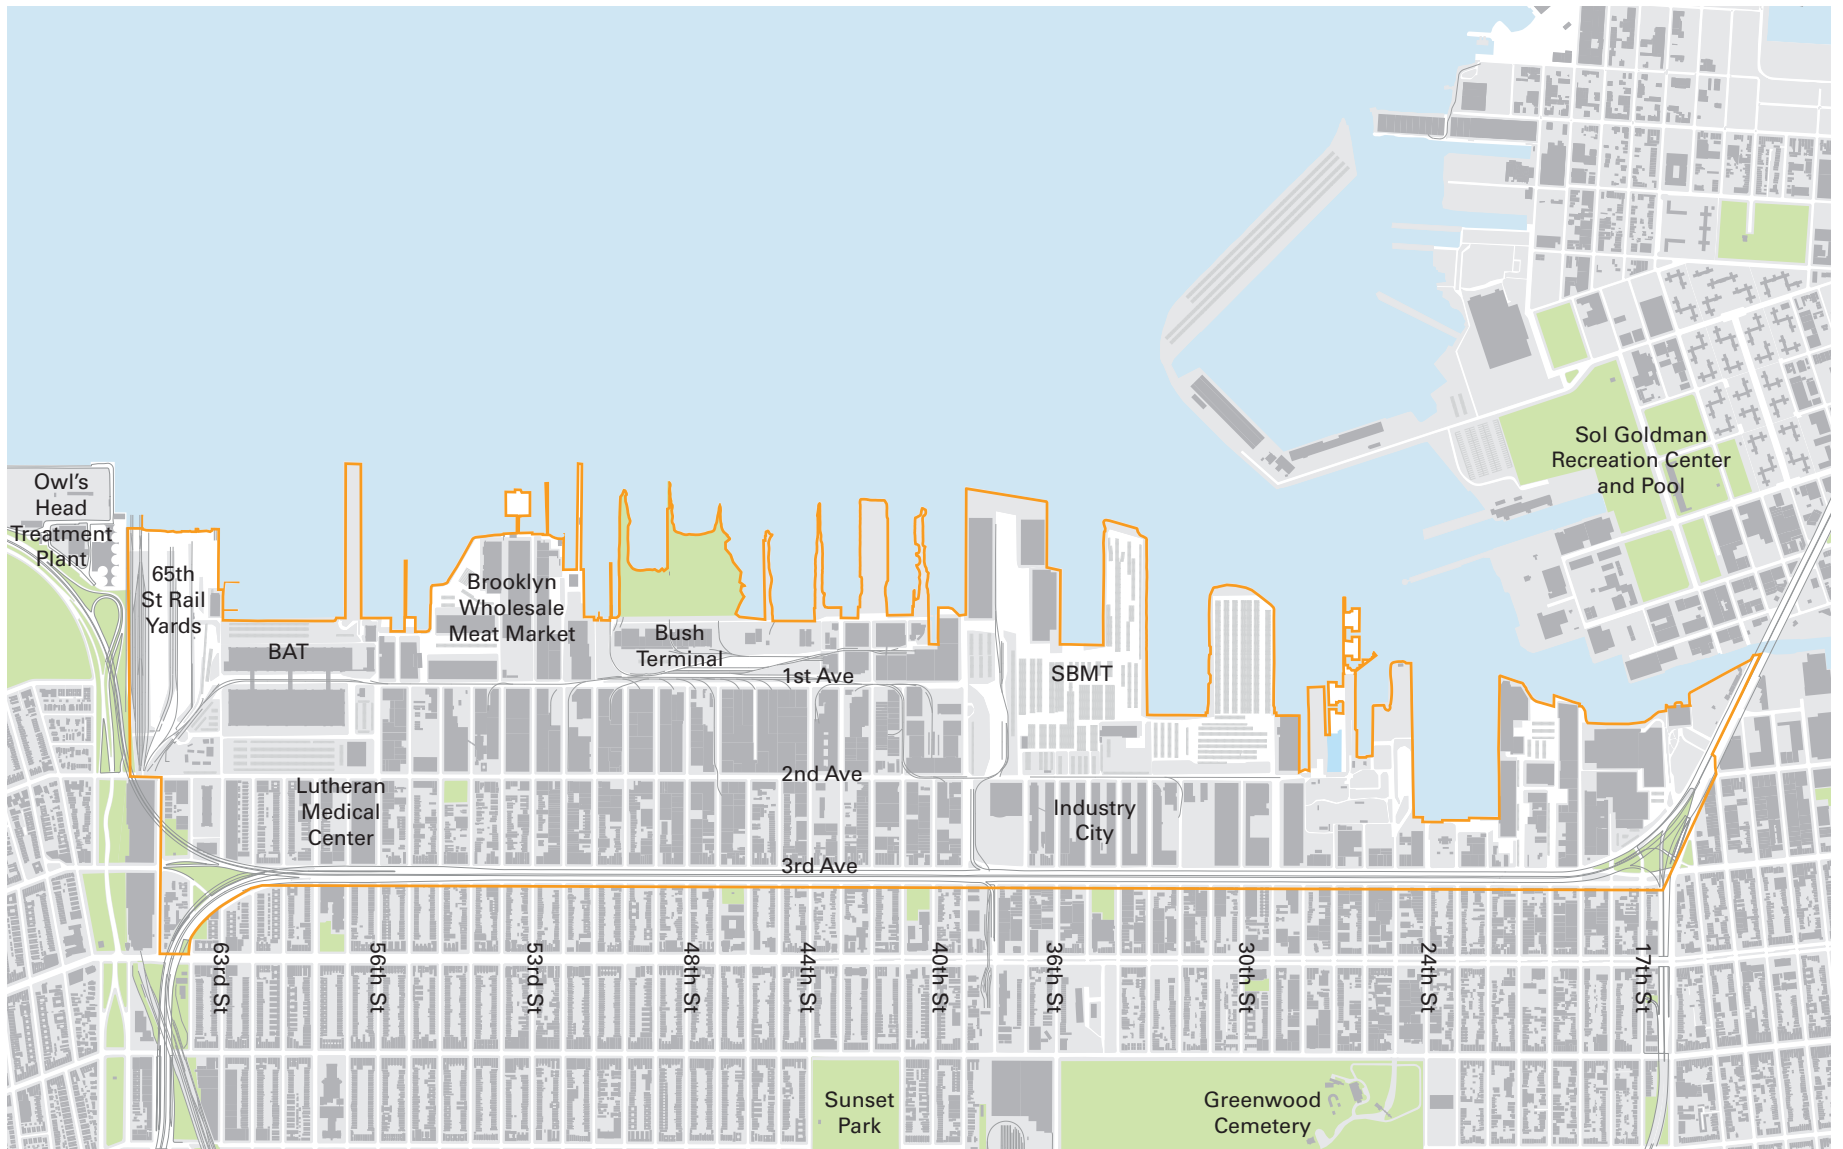 Sol Goldman
Recreation Center
and Pool
Owl's
Head
Treatment
Plant
65th
St Rail
Yards
BAT
Brooklyn
Wholesale
Meat Market
Bush
Terminal
1st Ave
SBMT
2nd Ave
Lutheran
Medical
Center
Industry
City
3rd Ave
63rd St
56th St
53rd St
48th St
44th St
40th St
36th St
30th St
24th St
17th St
Sunset
Park
Greenwood
Cemetery